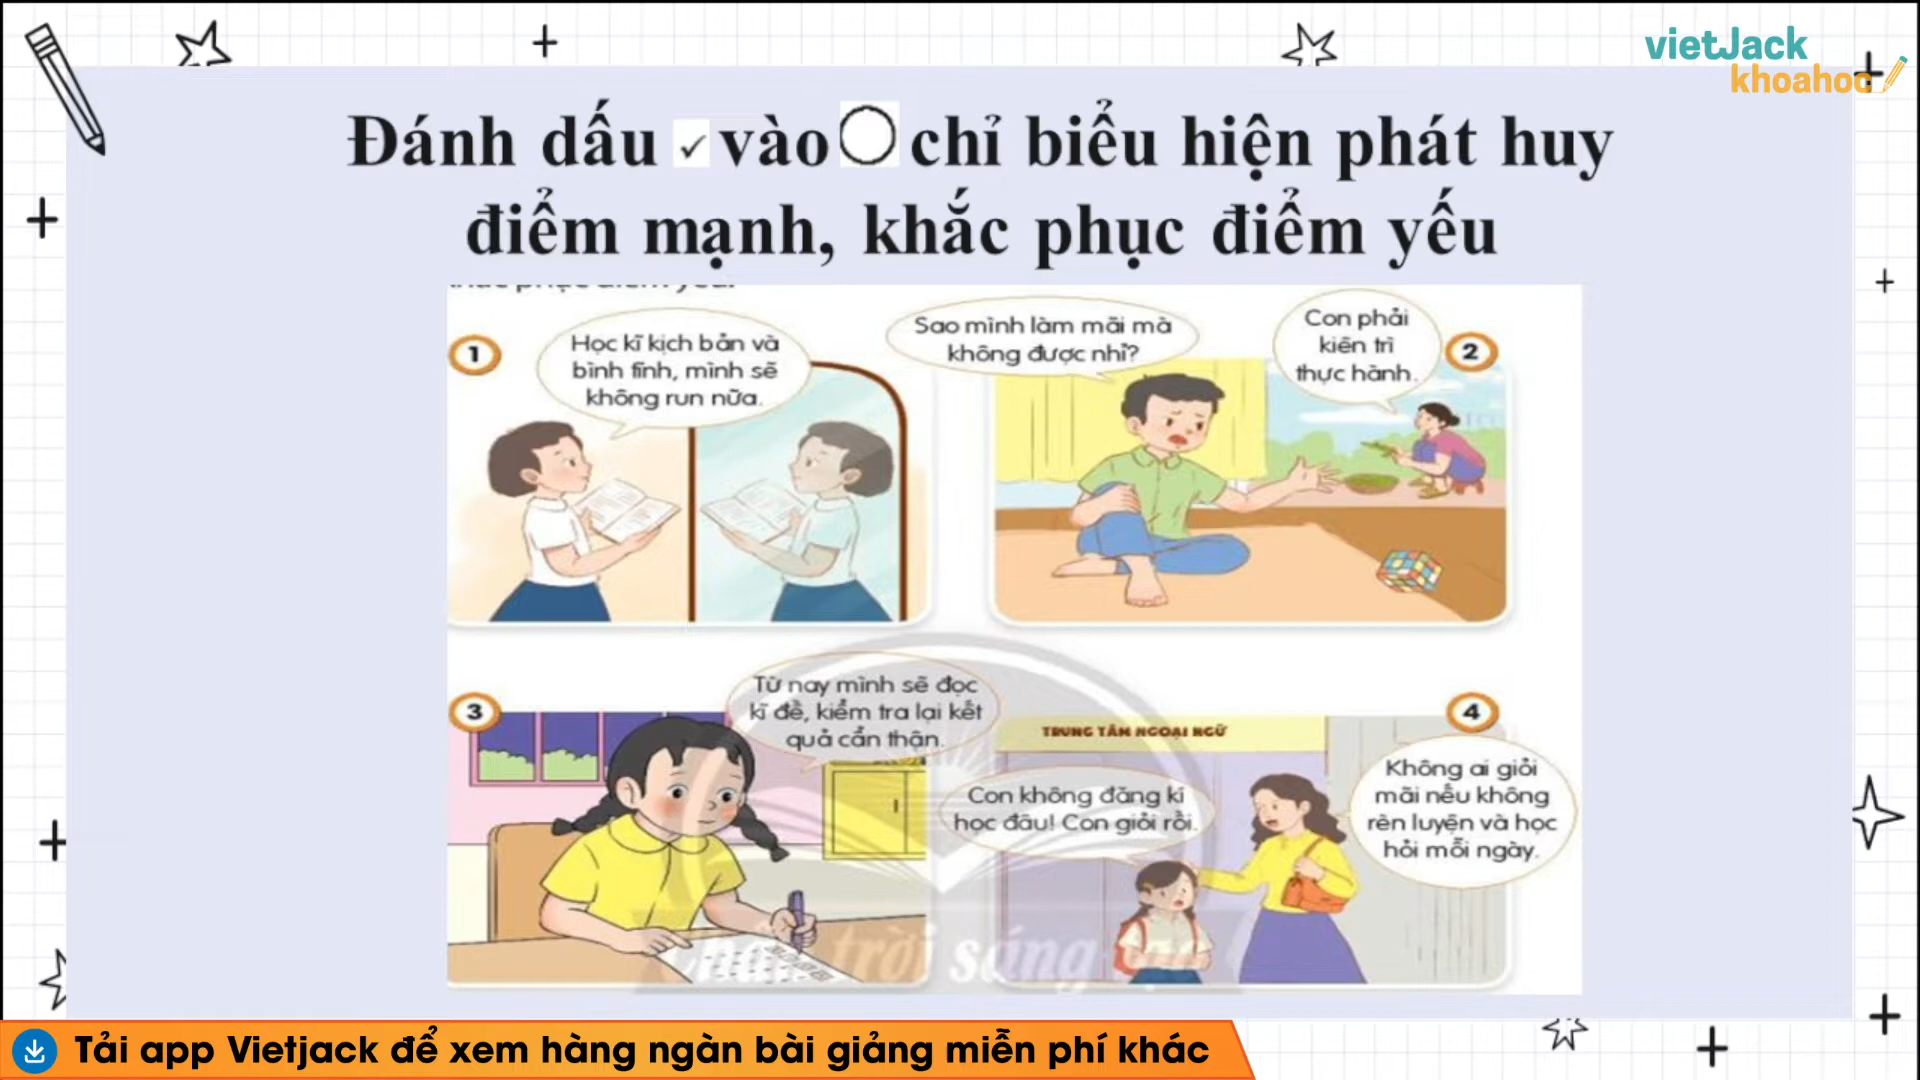 vietJack
khoahoc
Đánh dấu ✓ vào ◯ chỉ biểu hiện phát huy
điểm mạnh, khắc phục điểm yếu
1
Học kĩ kịch bản và
bình tĩnh, mình sẽ
không run nữa.
Sao mình làm mãi mà
không được nhỉ?
Con phải
kiên trì
thực hành.
2
3
Từ nay mình sẽ đọc
kĩ đề, kiểm tra lại kết
quả cẩn thận.
4
TRUNG TÂM NGOẠI NGỮ
Con không đăng kí
học đâu! Con giỏi rồi.
Không ai giỏi
mãi nếu không
rèn luyện và học
hỏi mỗi ngày.
Chân trời sáng tạo
Tải app Vietjack để xem hàng ngàn bài giảng miễn phí khác